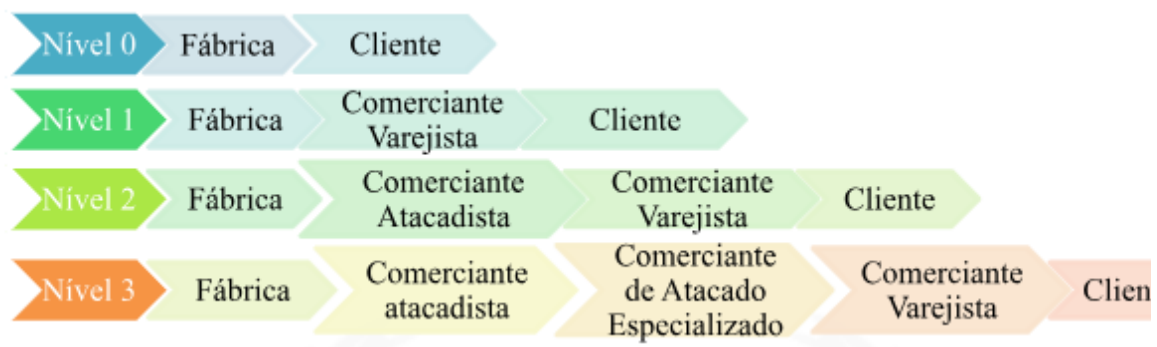 Nível 0 Fábrica Cliente
Nível 1 Fábrica Comerciante Varejista Cliente
Nível 2 Fábrica Comerciante Atacadista Comerciante Varejista Cliente
Nível 3 Fábrica Comerciante atacadista Comerciante de Atacado Especializado Comerciante Varejista Clien